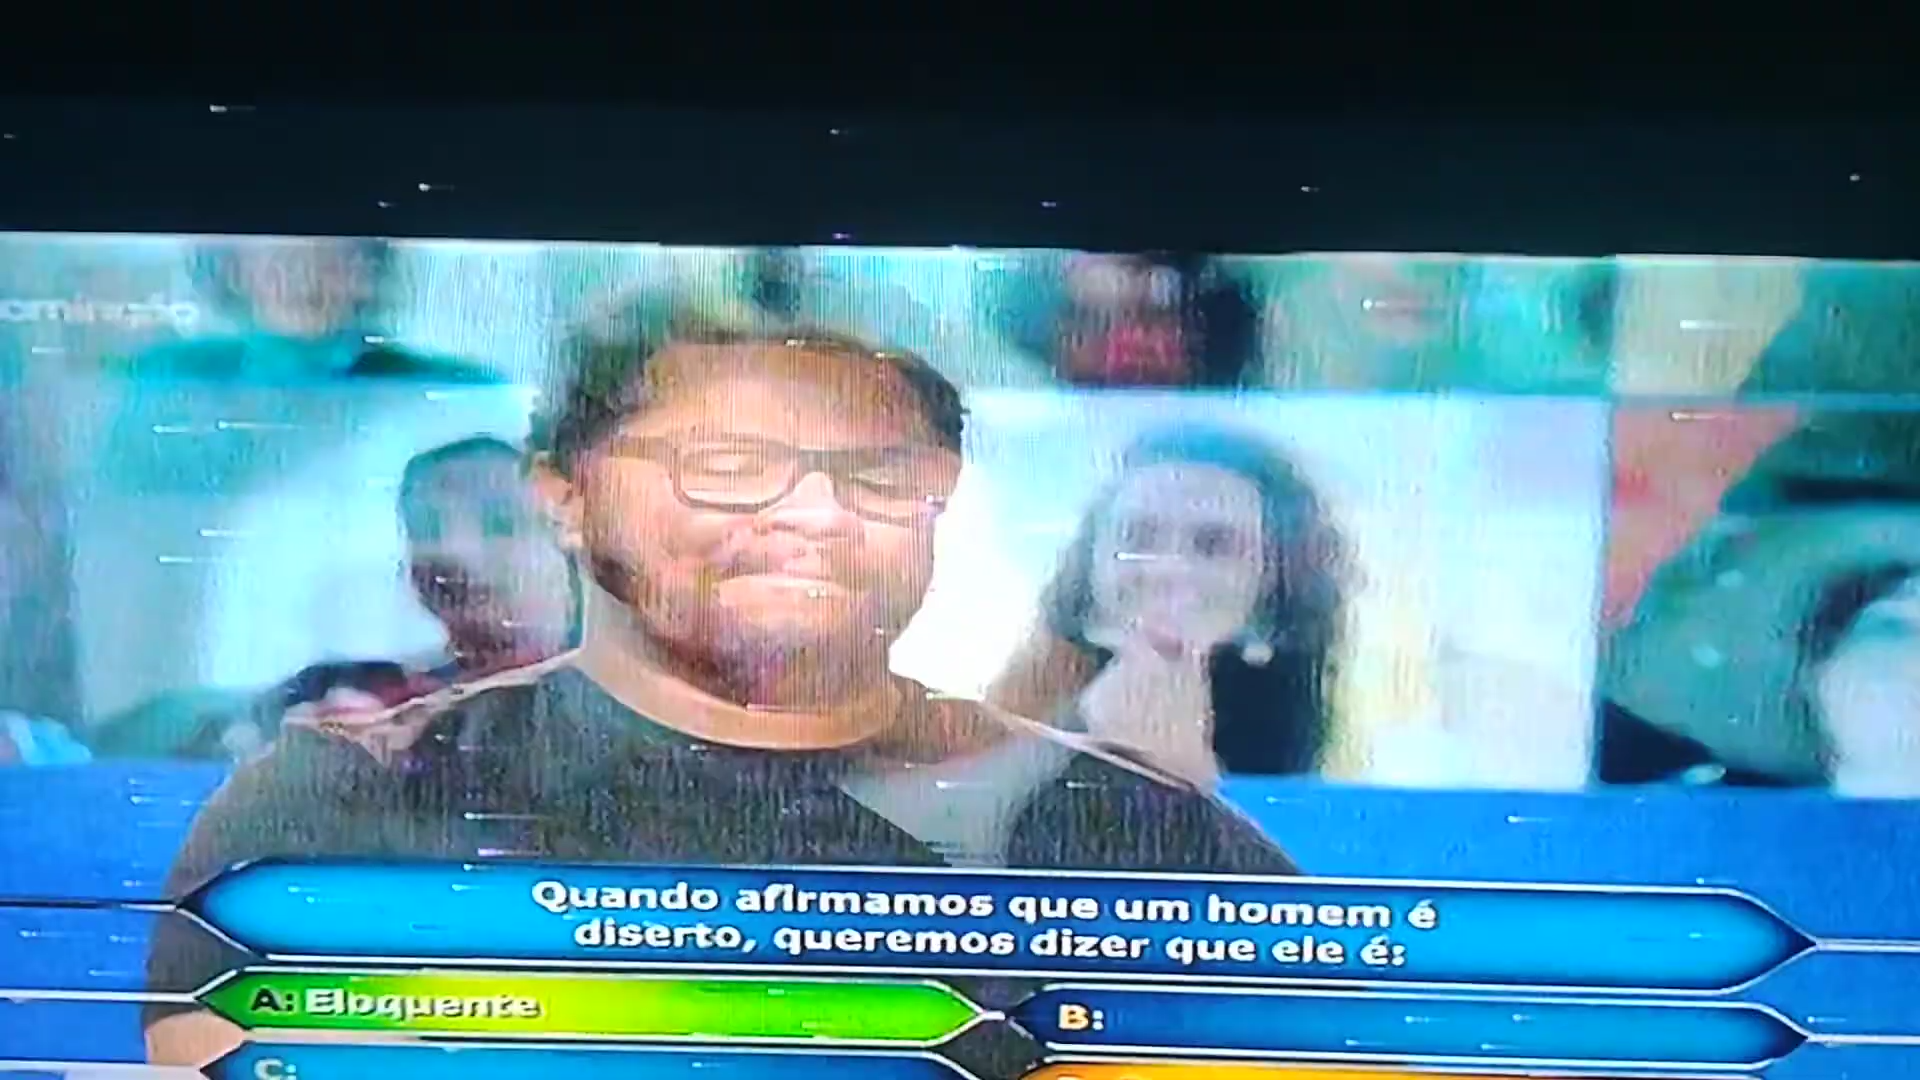 Quando afirmamos que um homem é
diserto, queremos dizer que ele é:
A: Eloquente
B:
C: